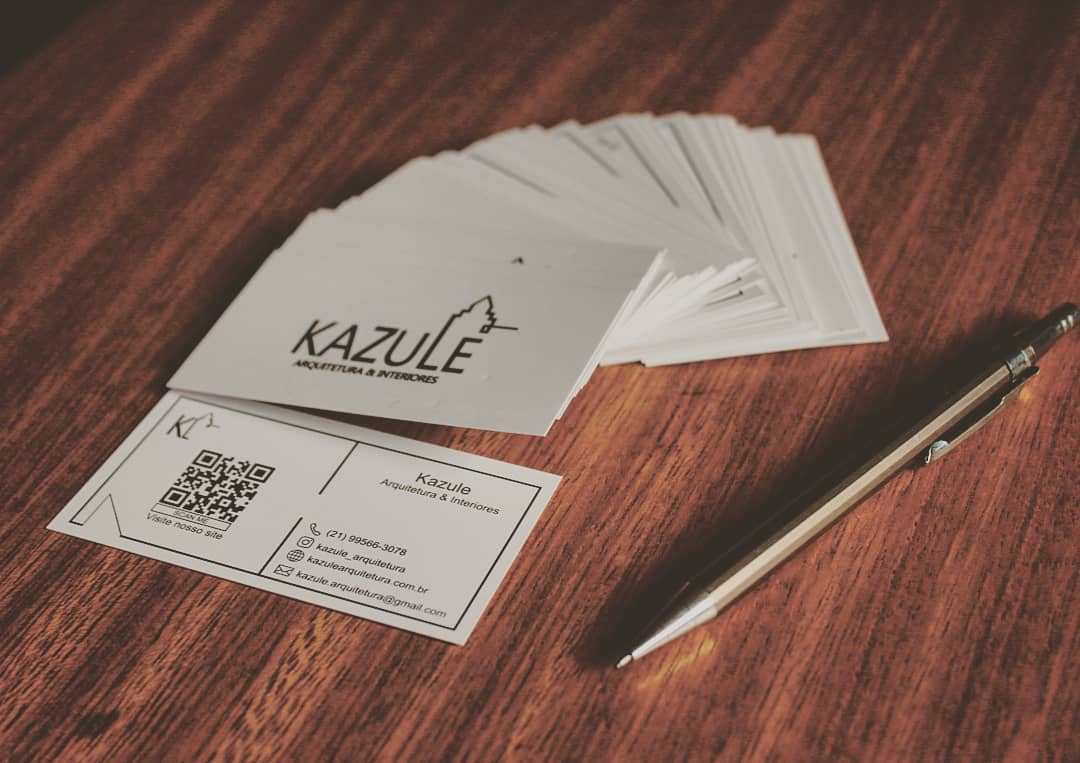 KAZULE
ARQUITETURA & INTERIORES
KZ
SCAN ME
Visite nosso site
Kazule
Arquitetura & Interiores
(21) 99566-3078
kazule_arquitetura
kazulearquitetura.com.br
kazule.arquitetura@gmail.com